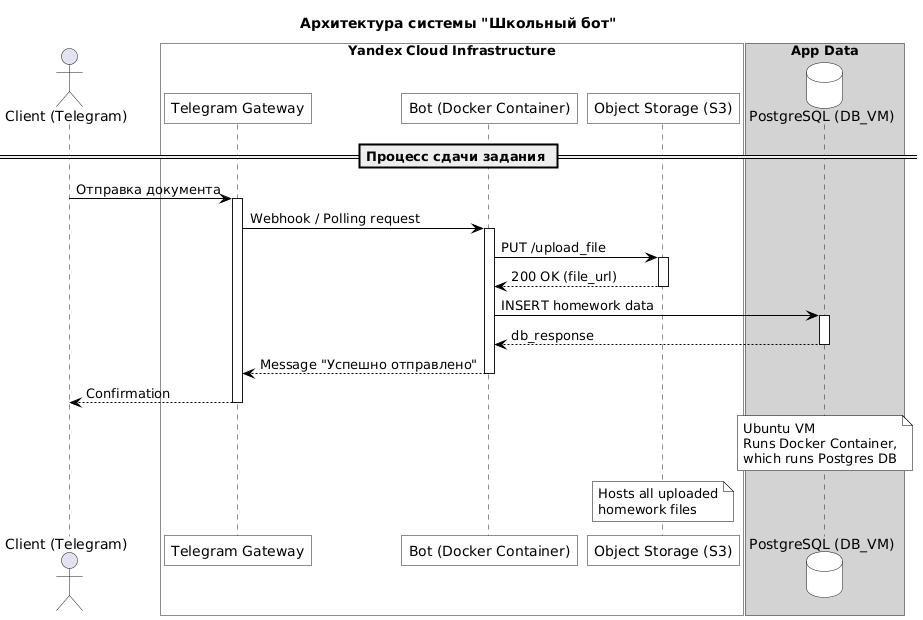 Архитектура системы "Школьный бот"
Yandex Cloud Infrastructure
App Data
Client (Telegram)
Telegram Gateway
Bot (Docker Container)
Object Storage (S3)
PostgreSQL (DB_VM)
Процесс сдачи задания
Отправка документа
Webhook / Polling request
PUT /upload_file
200 OK (file_url)
INSERT homework data
db_response
Message "Успешно отправлено"
Confirmation
Ubuntu VM
Runs Docker Container,
which runs Postgres DB
Hosts all uploaded
homework files
Client (Telegram)
Telegram Gateway
Bot (Docker Container)
Object Storage (S3)
PostgreSQL (DB_VM)